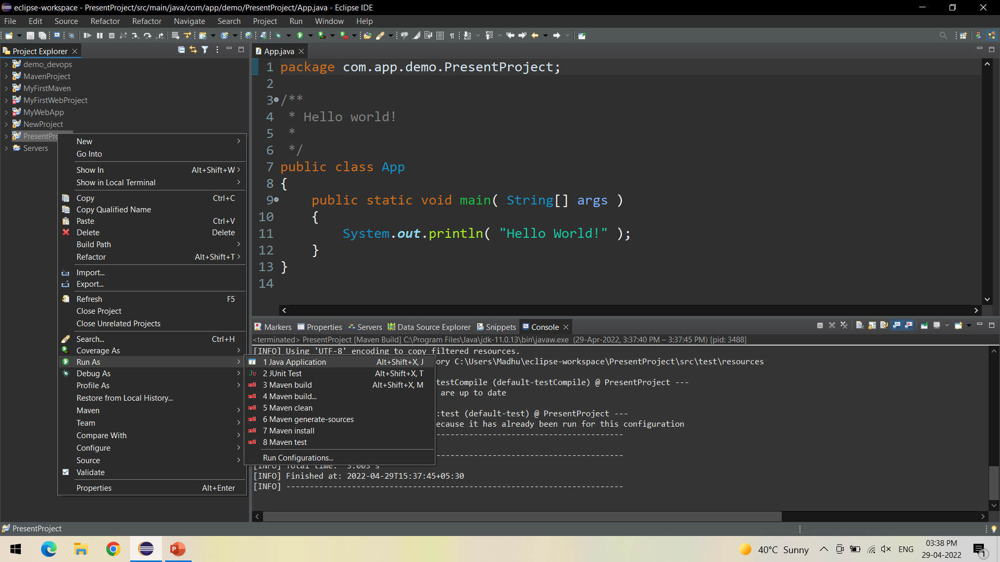 eclipse-workspace - PresentProject/src/main/java/com/app/demo/PresentProject/App.java - Eclipse IDE
File Edit Source Refactor Refactor Navigate Search Project Run Window Help
Project Explorer
demo_devops
MavenProject
MyFirstMaven
MyFirstWebProject
MyWebApp
NewProject
PresentPro
Servers
New
Go Into
Show In Alt+Shift+W
Show in Local Terminal
Copy Ctrl+C
Copy Qualified Name
Paste Ctrl+V
Delete Delete
Build Path
Refactor Alt+Shift+T
Import...
Export...
Refresh F5
Close Project
Close Unrelated Projects
Search... Ctrl+H
Coverage As
Run As
Debug As
Profile As
Restore from Local History...
Maven
Team
Compare With
Configure
Source
Validate
Properties Alt+Enter
1 Java Application Alt+Shift+X, J
2 JUnit Test Alt+Shift+X, T
3 Maven build Alt+Shift+X, M
4 Maven build...
5 Maven clean
6 Maven generate-sources
7 Maven install
8 Maven test
Run Configurations...
App.java
1 package com.app.demo.PresentProject;
2
3 /**
4 * Hello world!
5 *
6 */
7 public class App
8 {
9 public static void main( String[] args )
10 {
11 System.out.println( "Hello World!" );
12 }
13 }
14
Markers Properties Servers Data Source Explorer Snippets Console
<terminated> PresentProject [Maven Build] C:\Program Files\Java\jdk-11.0.13\bin\javaw.exe (29-Apr-2022, 3:37:40 PM – 3:37:45 PM) [pid: 3488]
[INFO] Using 'UTF-8' encoding to copy filtered resources.
ory C:\Users\Madhu\eclipse-workspace\PresentProject\src\test\resources
testCompile (default-testCompile) @ PresentProject ---
are up to date
:test (default-test) @ PresentProject ---
ecause it has already been run for this configuration
----------------------------------------
----------------------------------------
[INFO] Total time: 3.003 s
[INFO] Finished at: 2022-04-29T15:37:45+05:30
[INFO] ------------------------------------------------------------------------
PresentProject
40°C Sunny
ENG
03:38 PM
29-04-2022
1